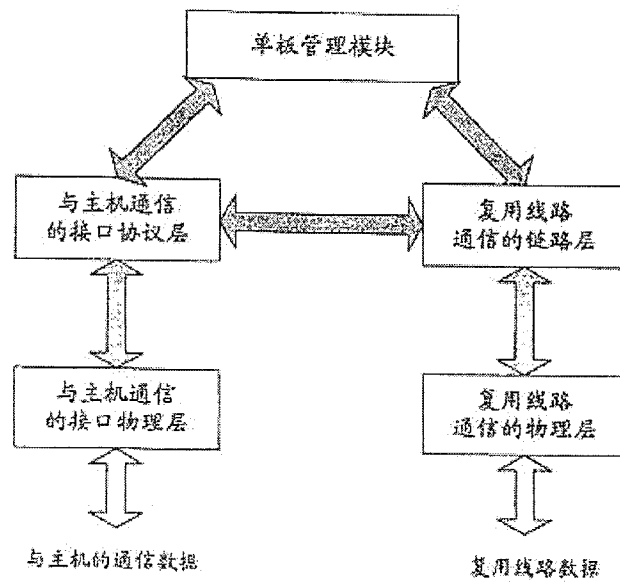 单板管理模块
与主机通信
的接口协议层
复用线路
通信的链路层
与主机通信
的接口物理层
复用线路
通信的物理层
与主机的通信数据
复用线路数据